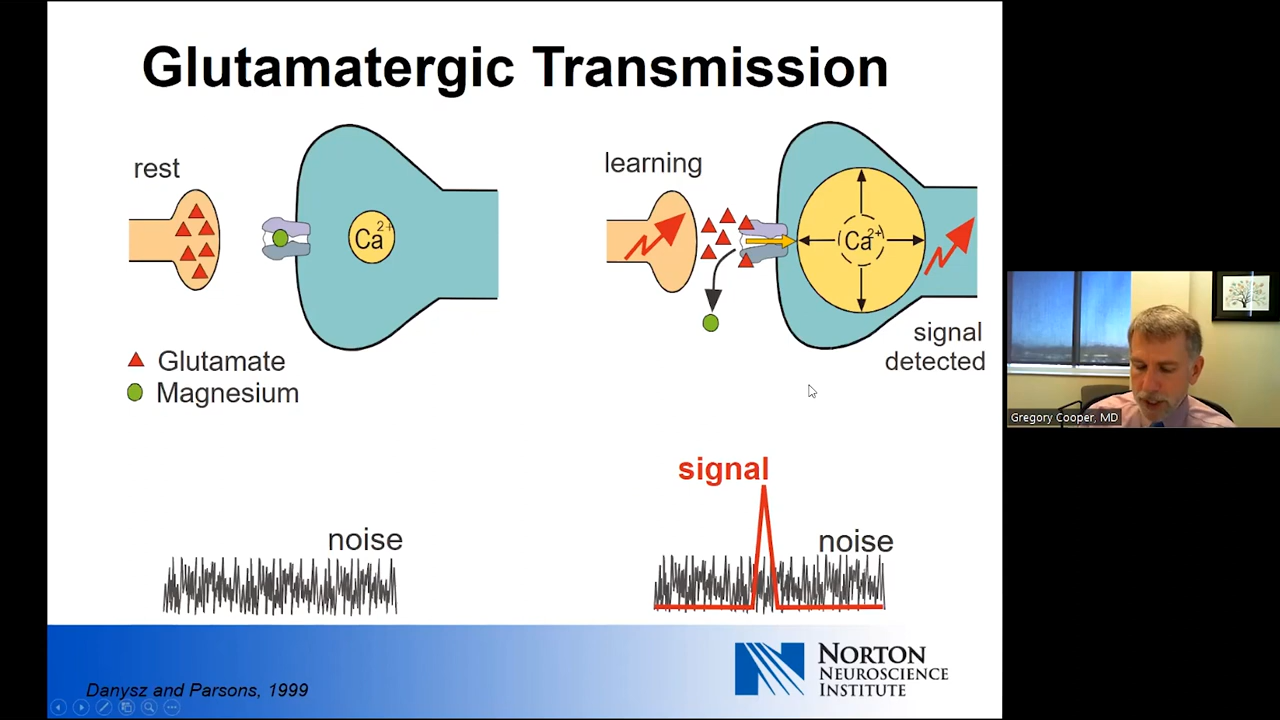 Glutamatergic Transmission
rest
learning
Ca2+
Ca2+
signal
detected
Glutamate
Magnesium
signal
noise
noise
Danysz and Parsons, 1999
NORTON
NEUROSCIENCE
INSTITUTE
Gregory Cooper, MD